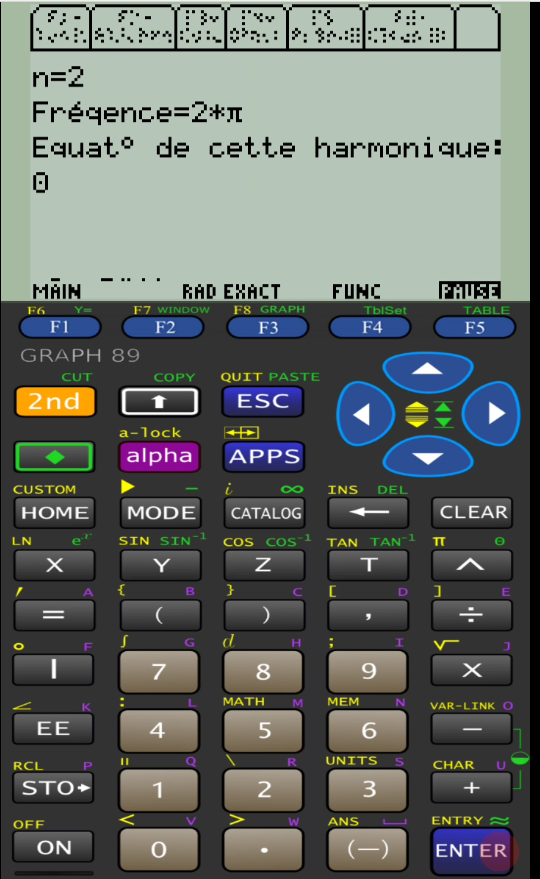 n=2
Fréqence=2*π
Equat° de cette harmonique:
0
MAIN RAD EXACT FUNC PAUSE
F6 Y= F7 WINDOW F8 GRAPH TblSet TABLE
F1 F2 F3 F4 F5
GRAPH 89
CUT COPY QUIT PASTE
2nd ⬆ ESC
a-lock
◆ alpha APPS
CUSTOM ▶ – i ∞ INS DEL
HOME MODE CATALOG ← CLEAR
LN eˣ SIN SIN⁻¹ COS COS⁻¹ TAN TAN⁻¹ π θ
X Y Z T ^
′ A { B } C [ D ] E
= ( ) , ÷
° F ∫ G d H ; I √ J
| 7 8 9 ×
∠ K : L MATH M MEM N VAR-LINK O
EE 4 5 6 −
RCL P " Q \ R UNITS S CHAR U
STO▸ 1 2 3 +
OFF < V > W ANS ENTRY ≈
ON 0 . (—) ENTER